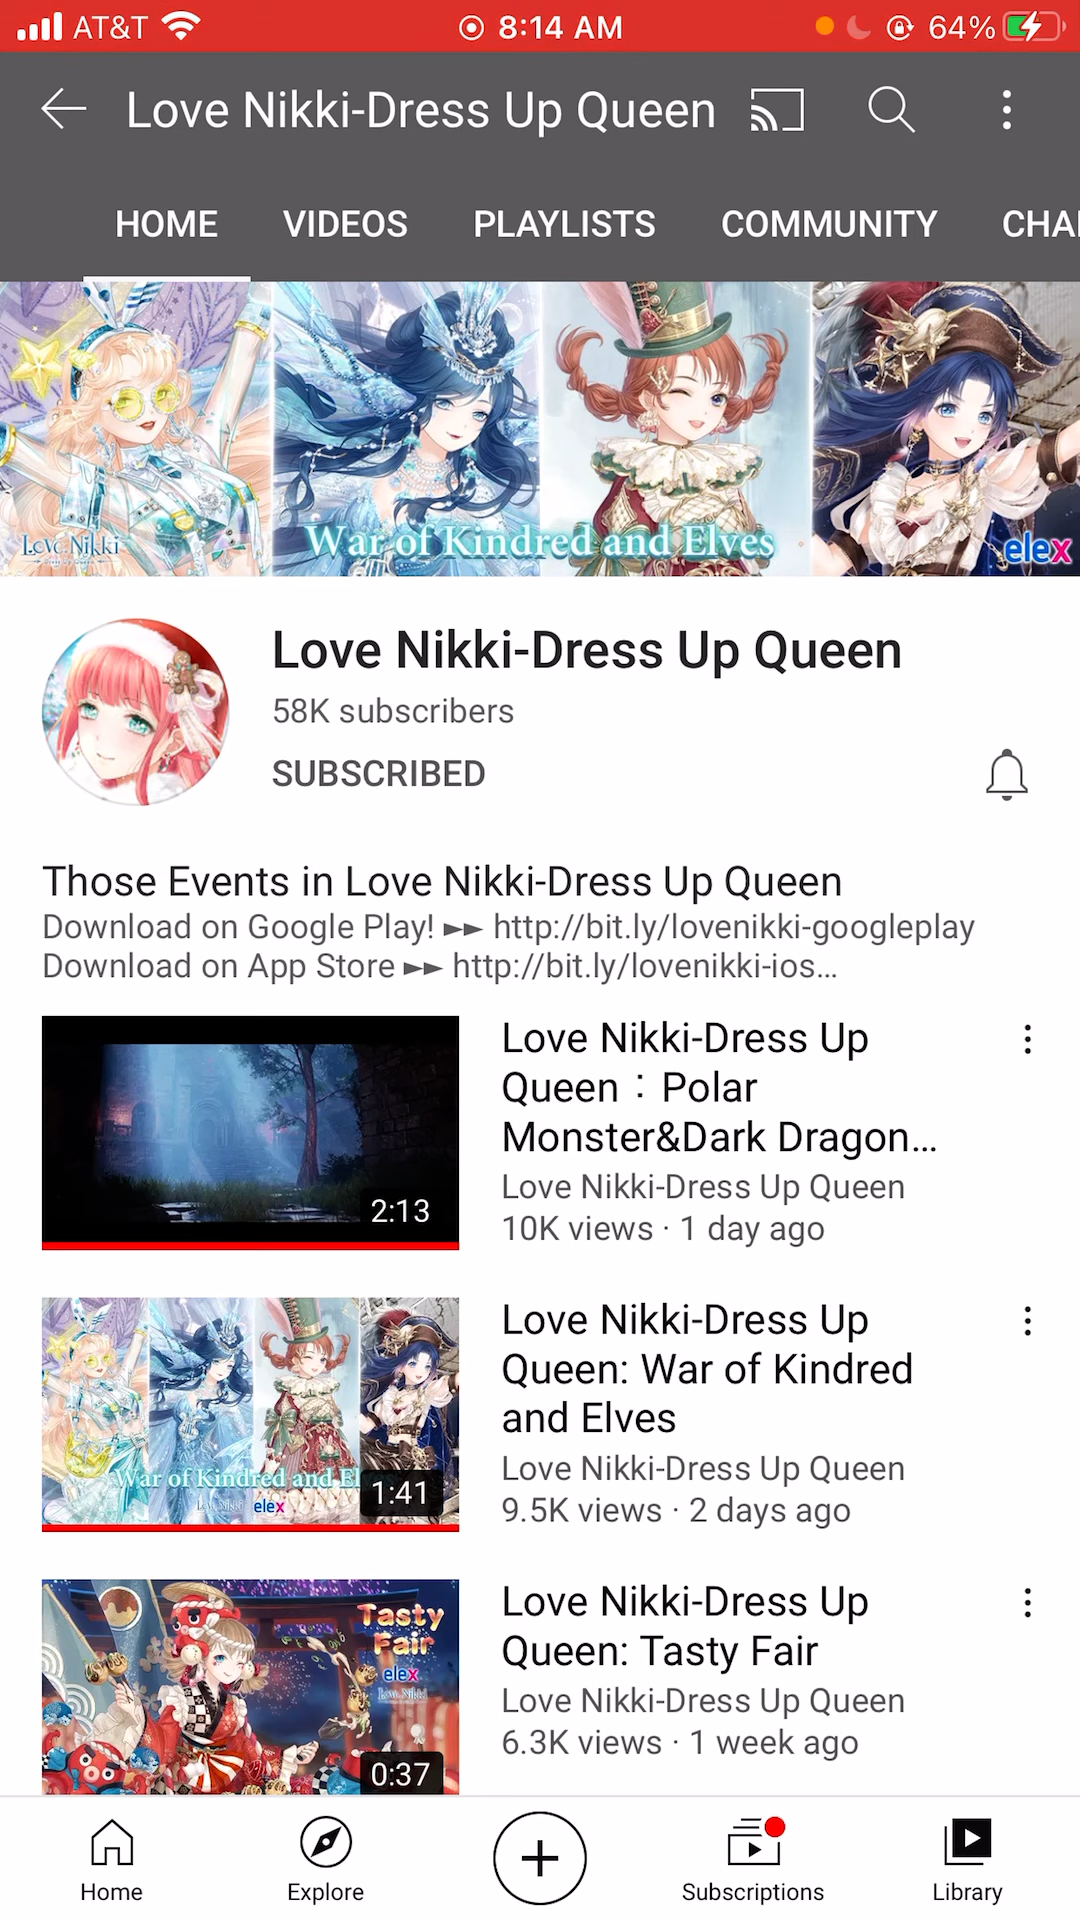 AT&T 8:14 AM 64%
Love Nikki-Dress Up Queen
HOME VIDEOS PLAYLISTS COMMUNITY CHA
Love Nikki
War of Kindred and Elves
elex
Love Nikki-Dress Up Queen
58K subscribers
SUBSCRIBED
Those Events in Love Nikki-Dress Up Queen
Download on Google Play! ►► http://bit.ly/lovenikki-googleplay
Download on App Store ►► http://bit.ly/lovenikki-ios...
Love Nikki-Dress Up
Queen：Polar
Monster&Dark Dragon...
Love Nikki-Dress Up Queen
10K views · 1 day ago
2:13
Love Nikki-Dress Up
Queen: War of Kindred
and Elves
Love Nikki-Dress Up Queen
9.5K views · 2 days ago
War of Kindred and El
Love Nikki elex
1:41
Love Nikki-Dress Up
Queen: Tasty Fair
Love Nikki-Dress Up Queen
6.3K views · 1 week ago
Tasty
Fair
elex
Love Nikki
0:37
Home Explore Subscriptions Library